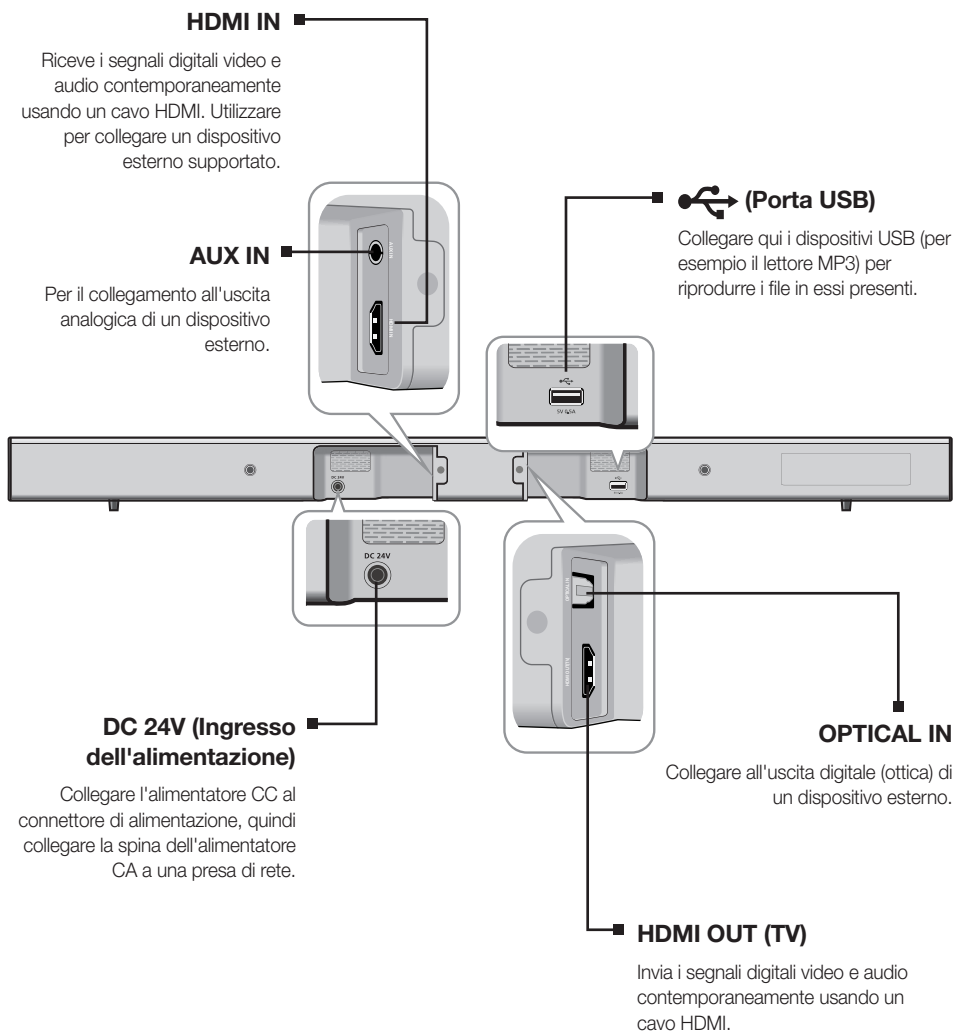 HDMI IN
Riceve i segnali digitali video e
audio contemporaneamente
usando un cavo HDMI. Utilizzare
per collegare un dispositivo
esterno supportato.
(Porta USB)
Collegare qui i dispositivi USB (per
esempio il lettore MP3) per
riprodurre i file in essi presenti.
AUX IN
Per il collegamento all'uscita
analogica di un dispositivo
esterno.
5V 0.5A
DC 24V
DC 24V
DC 24V (Ingresso
dell'alimentazione)
Collegare l'alimentatore CC al
connettore di alimentazione, quindi
collegare la spina dell'alimentatore
CA a una presa di rete.
OPTICAL IN
Collegare all'uscita digitale (ottica) di
un dispositivo esterno.
HDMI OUT (TV)
Invia i segnali digitali video e audio
contemporaneamente usando un
cavo HDMI.